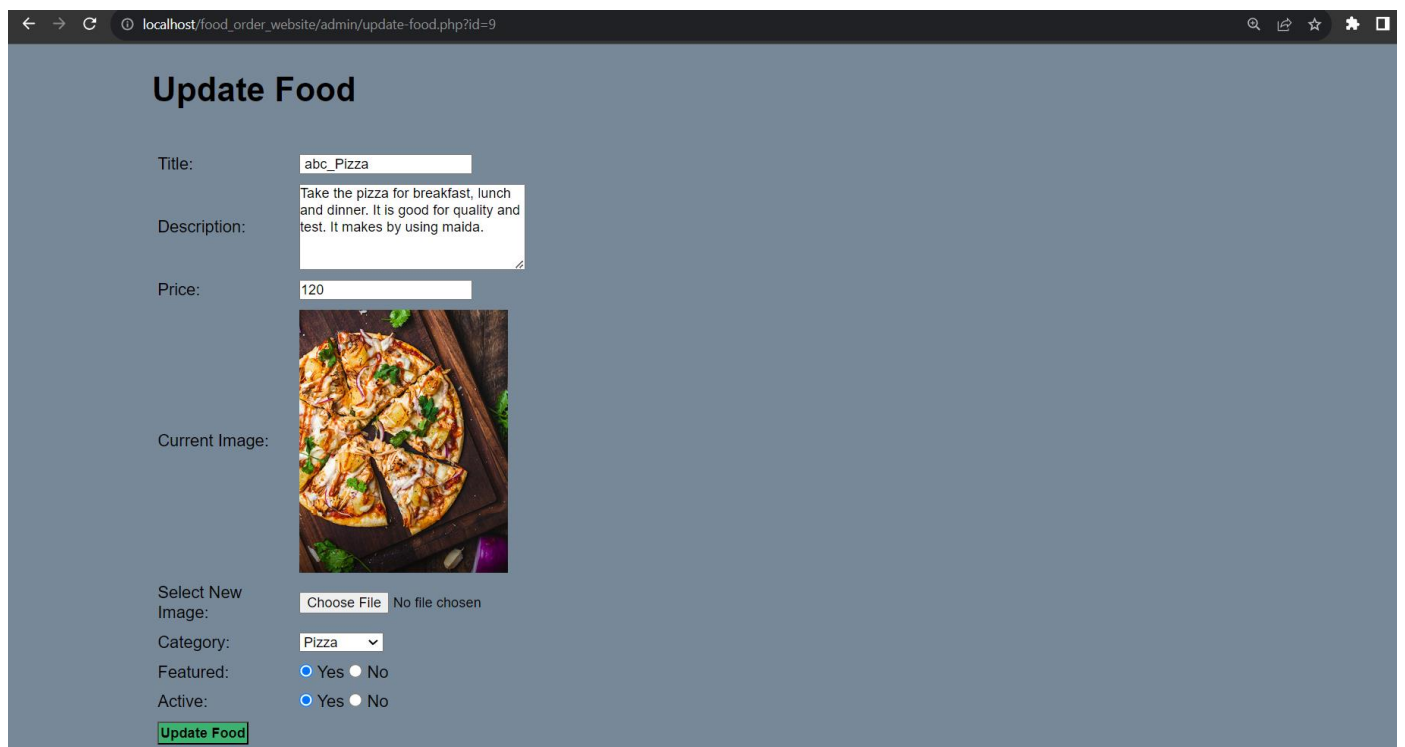 localhost/food_order_website/admin/update-food.php?id=9
Update Food
Title:
abc_Pizza
Description:
Take the pizza for breakfast, lunch
and dinner. It is good for quality and
test. It makes by using maida.
Price:
120
Current Image:
Select New
Image:
Choose File No file chosen
Category:
Pizza
Featured:
Yes No
Active:
Yes No
Update Food